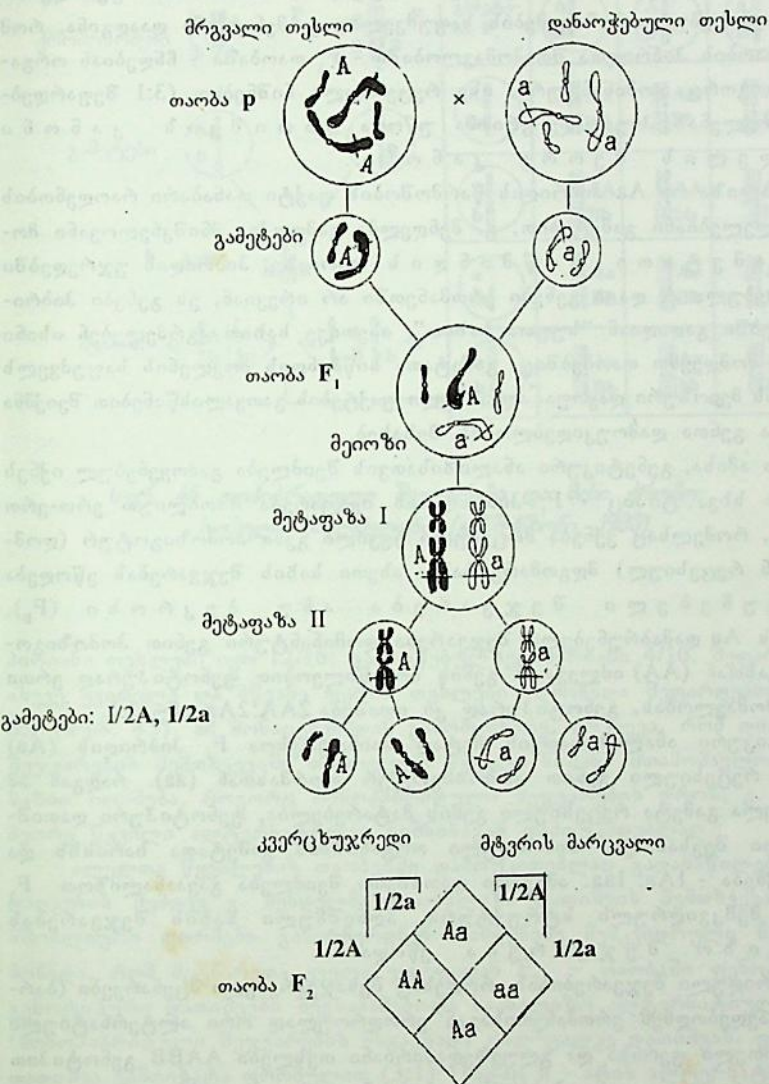 მრგვალი თესლი
დანაოჭებული თესლი
თაობა p
A
A
×
a
a
გამეტები
A
a
თაობა F₁
A
a
მეიოზი
მეტაფაზა I
A
a
მეტაფაზა II
A
a
გამეტები: I/2A, 1/2a
A
A
a
a
კვერცხუჯრედი
მტვრის მარცვალი
1/2a
1/2A
1/2A
1/2a
Aa
AA
aa
Aa
თაობა F₂